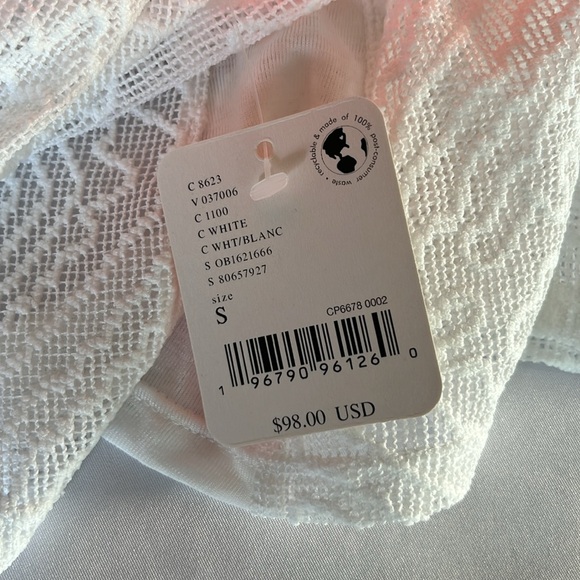 recyclable & made of 100% post-consumer waste •
C 8623
V 037006
C 1100
C WHITE
C WHT/BLANC
S OB1621666
S 80657927
size
S
CP6678 0002
1 96790 96126 0
$98.00 USD